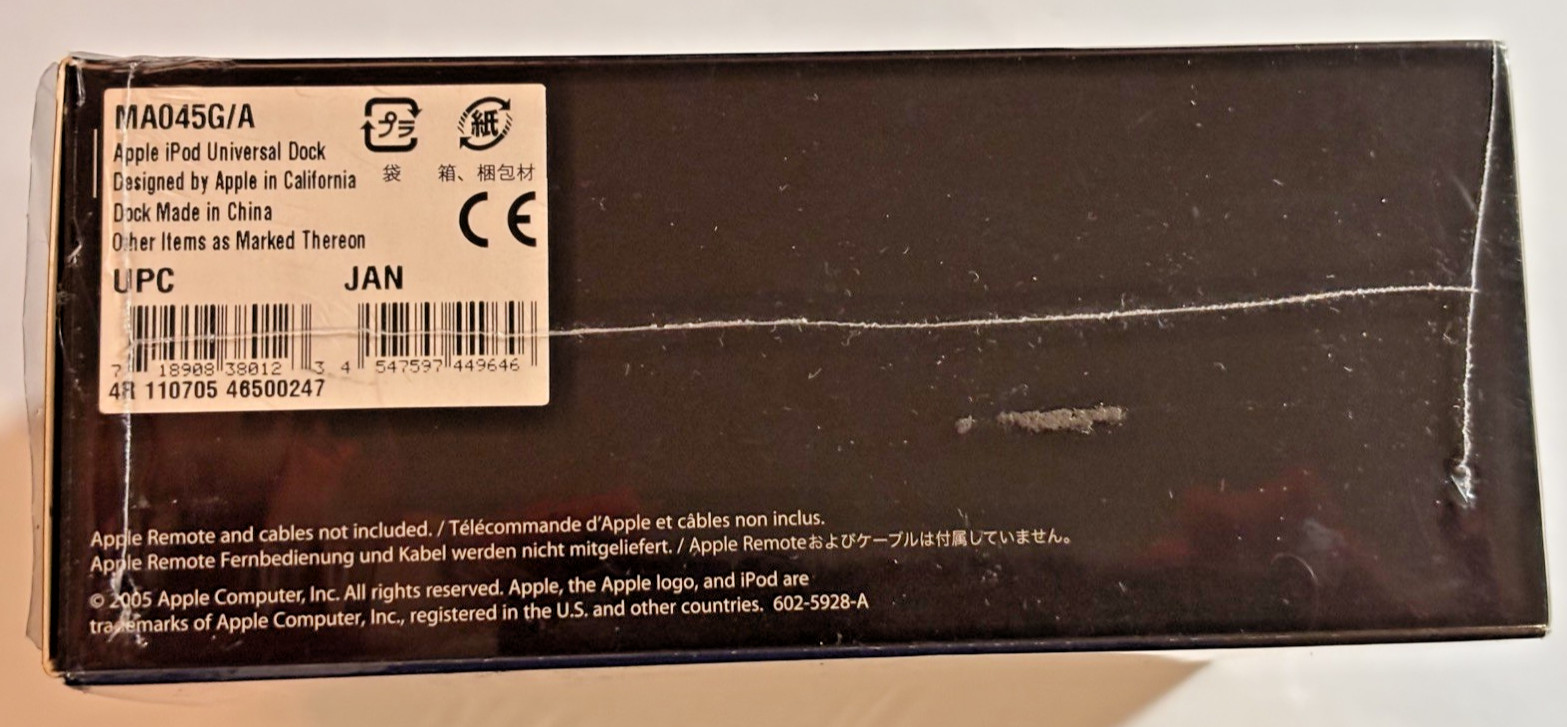 MA045G/A
Apple iPod Universal Dock
Designed by Apple in California
Dock Made in China
Other Items as Marked Thereon
プラ
袋
紙
箱、梱包材
CE
UPC
JAN
7 18908 38012 3
4 547597 449646
4R 110705 46500247
Apple Remote and cables not included. / Télécommande d’Apple et câbles non inclus.
Apple Remote Fernbedienung und Kabel werden nicht mitgeliefert. / Apple Remoteおよびケーブルは付属していません。
© 2005 Apple Computer, Inc. All rights reserved. Apple, the Apple logo, and iPod are
trademarks of Apple Computer, Inc., registered in the U.S. and other countries. 602-5928-A